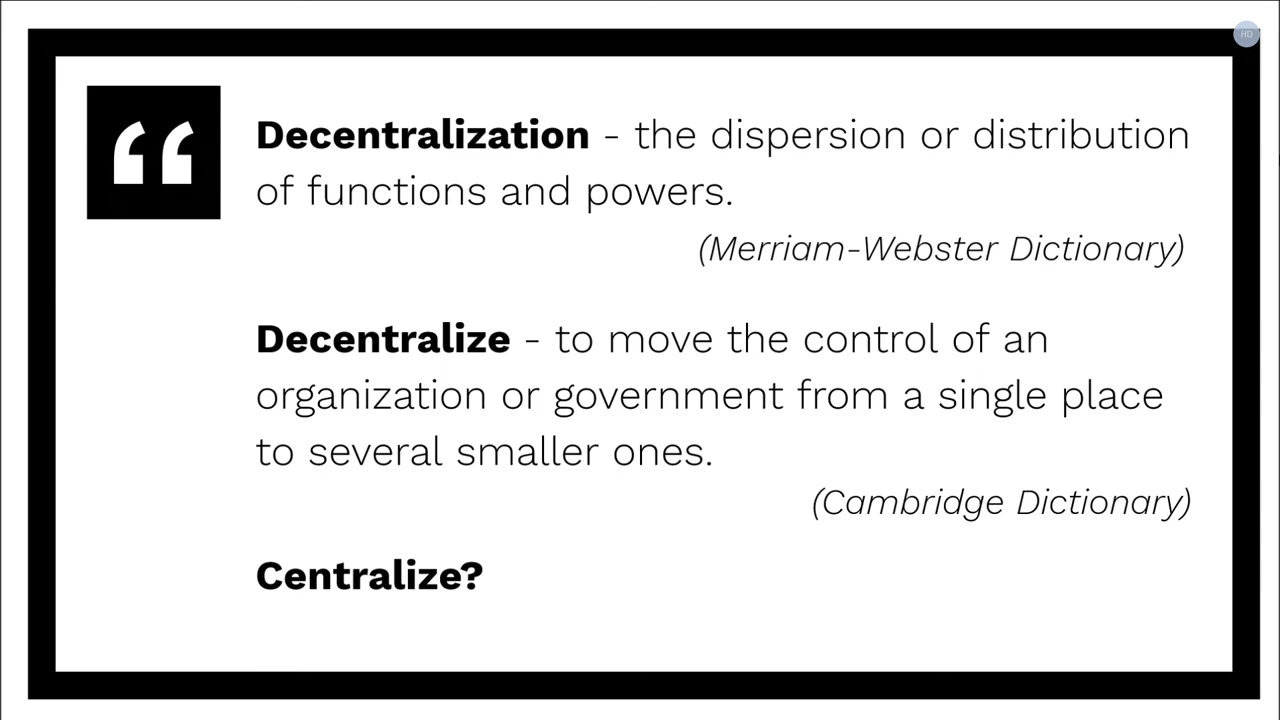 “
Decentralization - the dispersion or distribution
of functions and powers.
(Merriam-Webster Dictionary)
Decentralize - to move the control of an
organization or government from a single place
to several smaller ones.
(Cambridge Dictionary)
Centralize?
HD